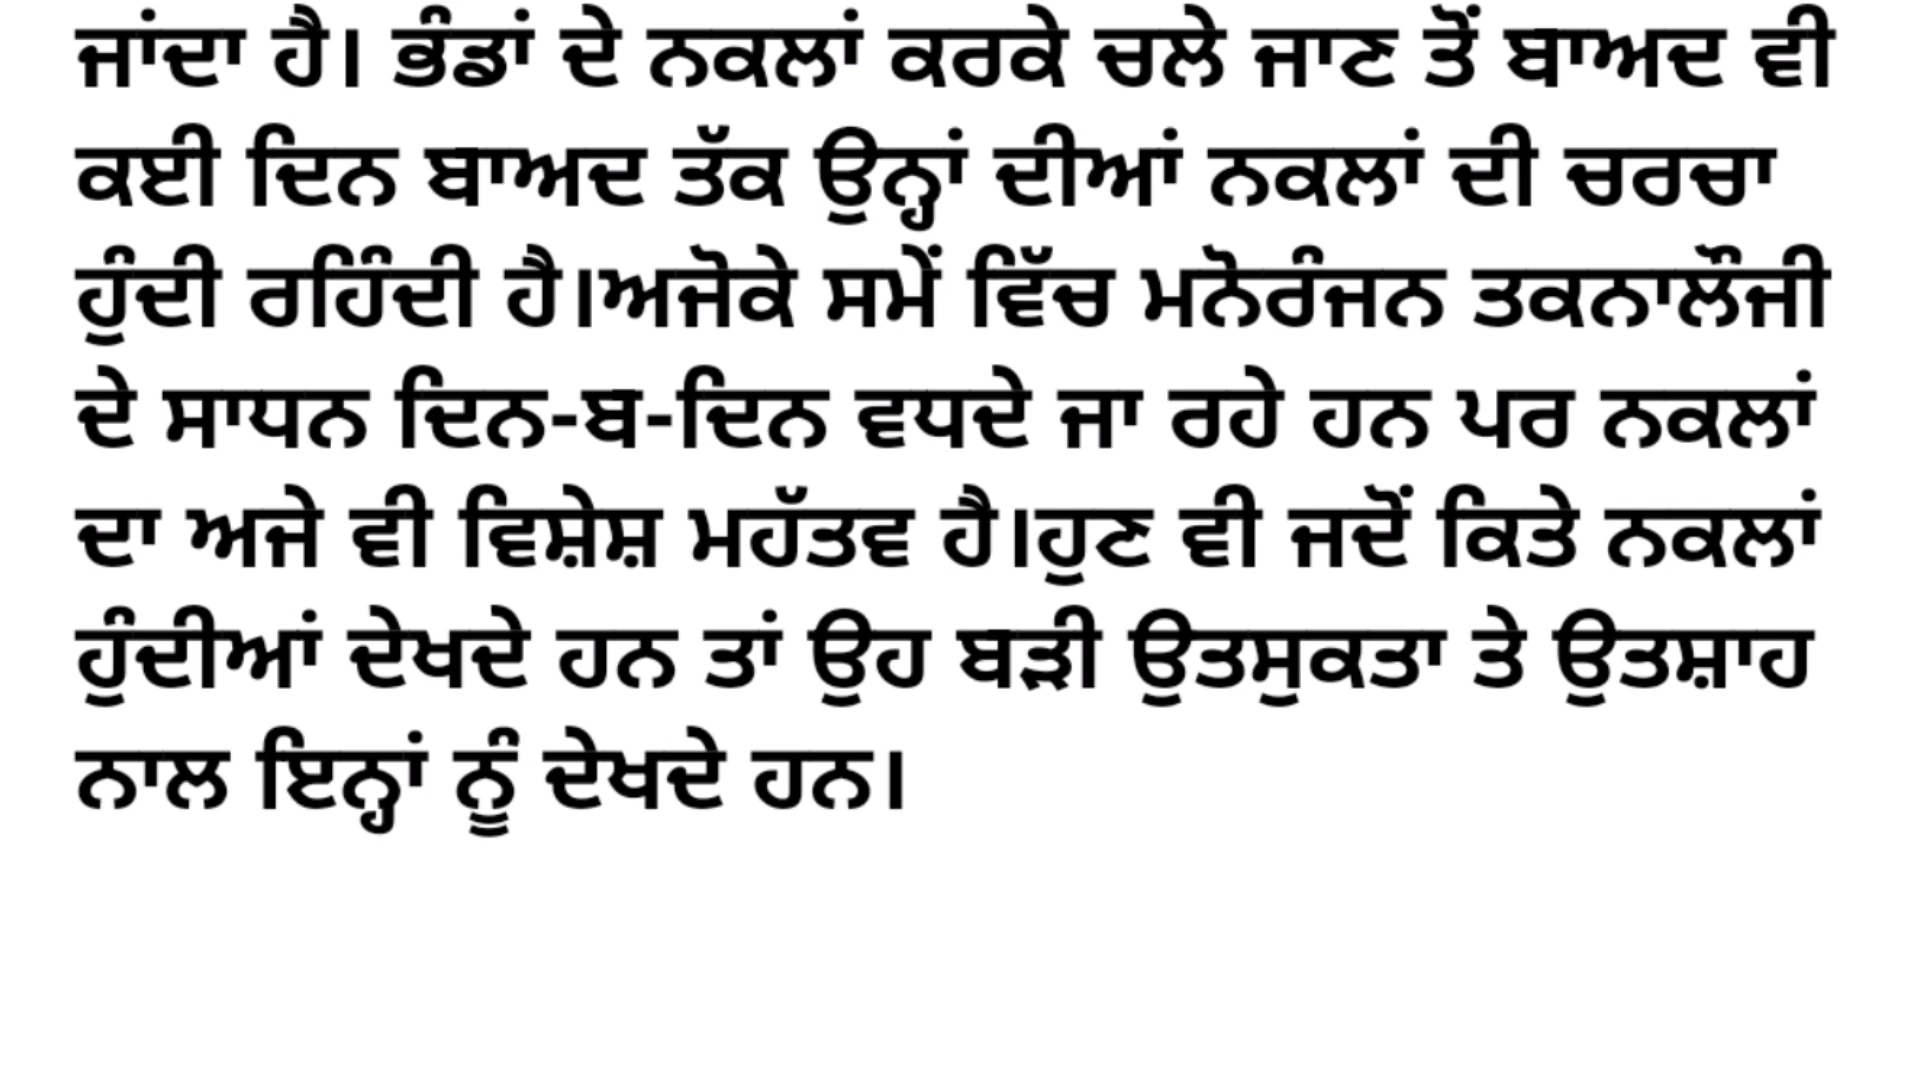 ਜਾਂਦਾ ਹੈ। ਭੰਡਾਂ ਦੇ ਨਕਲਾਂ ਕਰਕੇ ਚਲੇ ਜਾਣ ਤੋਂ ਬਾਅਦ ਵੀ
ਕਈ ਦਿਨ ਬਾਅਦ ਤੱਕ ਉਨ੍ਹਾਂ ਦੀਆਂ ਨਕਲਾਂ ਦੀ ਚਰਚਾ
ਹੁੰਦੀ ਰਹਿੰਦੀ ਹੈ।ਅਜੋਕੇ ਸਮੇਂ ਵਿੱਚ ਮਨੋਰੰਜਨ ਤਕਨਾਲੌਜੀ
ਦੇ ਸਾਧਨ ਦਿਨ-ਬ-ਦਿਨ ਵਧਦੇ ਜਾ ਰਹੇ ਹਨ ਪਰ ਨਕਲਾਂ
ਦਾ ਅਜੇ ਵੀ ਵਿਸ਼ੇਸ਼ ਮਹੱਤਵ ਹੈ।ਹੁਣ ਵੀ ਜਦੋਂ ਕਿਤੇ ਨਕਲਾਂ
ਹੁੰਦੀਆਂ ਦੇਖਦੇ ਹਨ ਤਾਂ ਉਹ ਬੜੀ ਉਤਸੁਕਤਾ ਤੇ ਉਤਸ਼ਾਹ
ਨਾਲ ਇਨ੍ਹਾਂ ਨੂੰ ਦੇਖਦੇ ਹਨ।